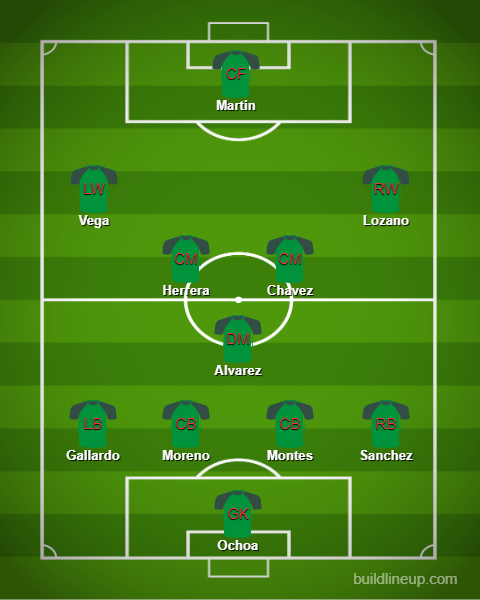 CF
Martin
LW
RW
Vega
Lozano
CM
CM
Herrera
Chavez
DM
Alvarez
LB
CB
CB
RB
Gallardo
Moreno
Montes
Sanchez
GK
Ochoa
buildlineup.com